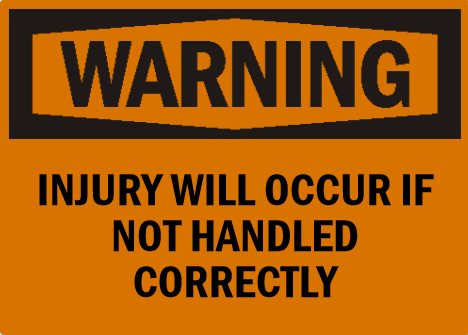 WARNING
INJURY WILL OCCUR IF
NOT HANDLED
CORRECTLY